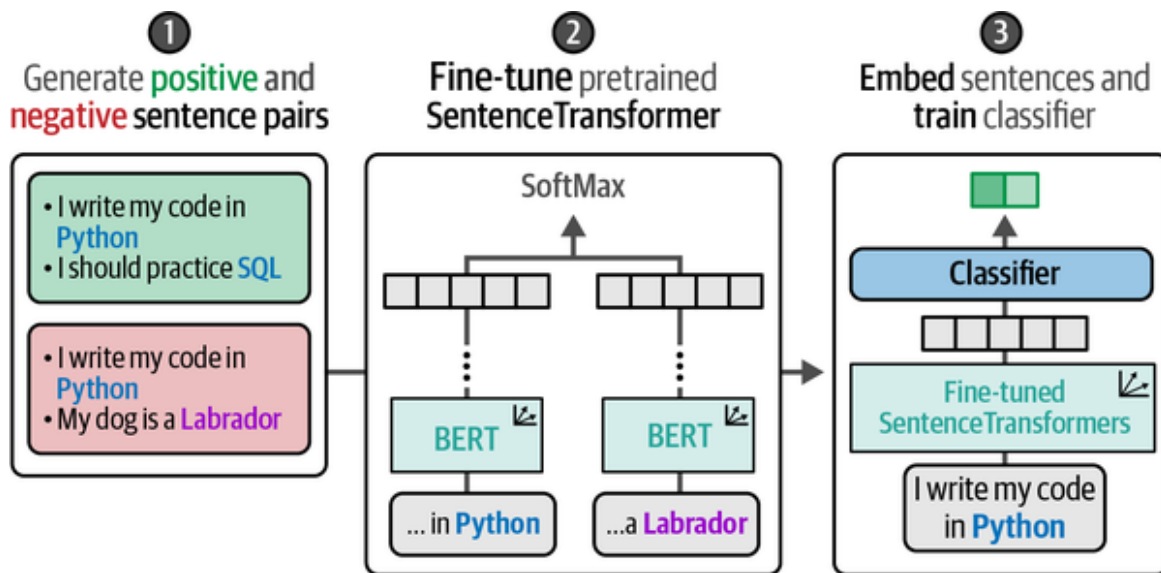 1
Generate positive and
negative sentence pairs
• I write my code in
Python
• I should practice SQL
• I write my code in
Python
• My dog is a Labrador
2
Fine-tune pretrained
SentenceTransformer
SoftMax
BERT
BERT
... in Python
...a Labrador
3
Embed sentences and
train classifier
Classifier
Fine-tuned
SentenceTransformers
I write my code
in Python